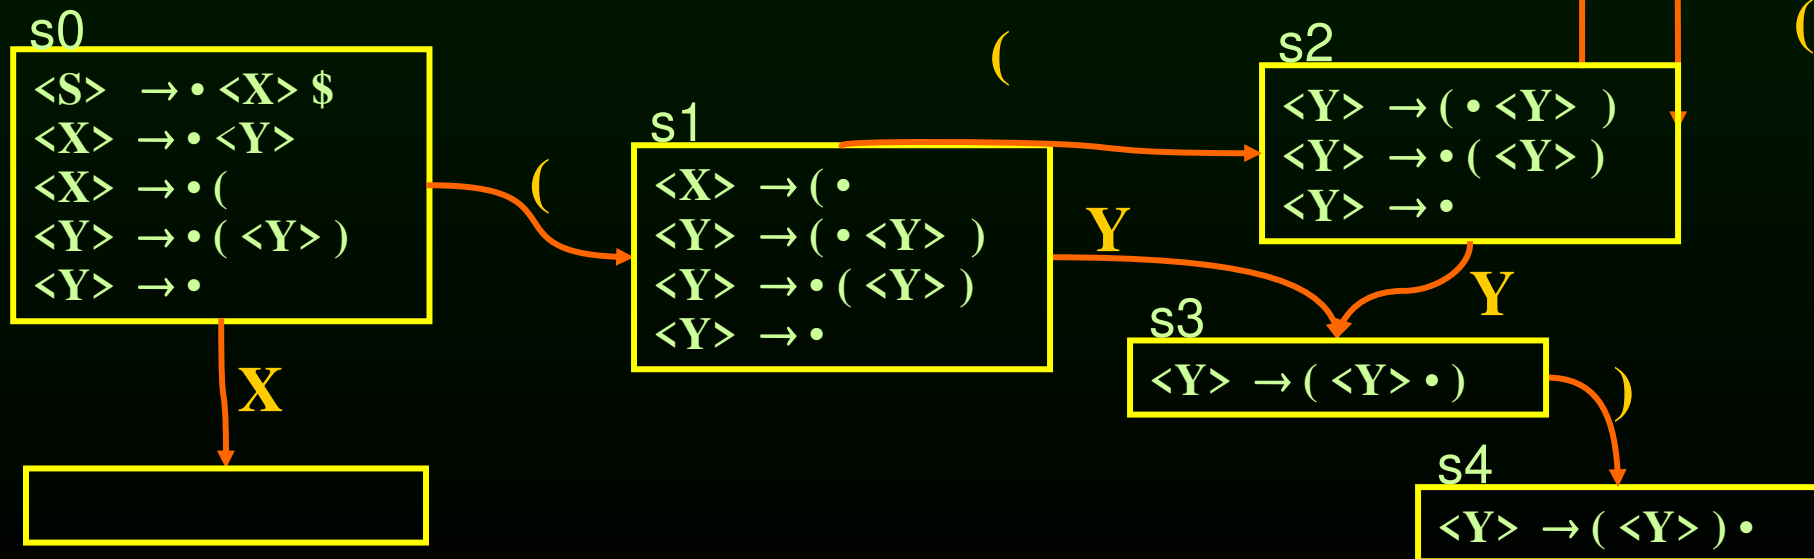 s0
<S> → • <X> $
<X> → • <Y>
<X> → • (
<Y> → • ( <Y> )
<Y> → •
X
(
s1
<X> → ( •
<Y> → ( • <Y> )
<Y> → • ( <Y> )
<Y> → •
(
Y
s2
<Y> → ( • <Y> )
<Y> → • ( <Y> )
<Y> → •
(
Y
s3
<Y> → ( <Y> • )
)
s4
<Y> → ( <Y> ) •